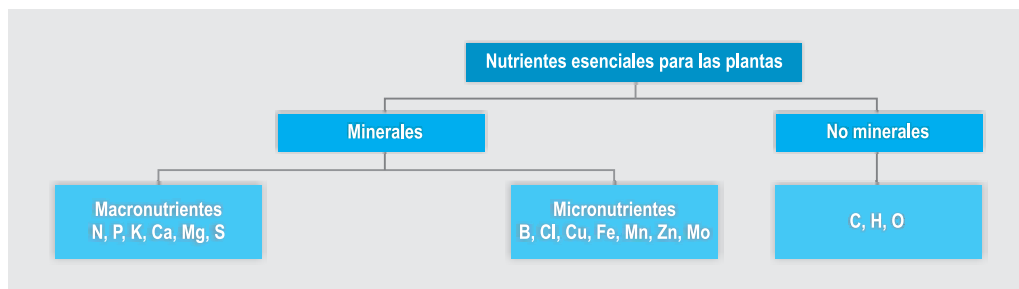 Nutrientes esenciales para las plantas
Minerales
No minerales
Macronutrientes
N, P, K, Ca, Mg, S
Micronutrientes
B, Cl, Cu, Fe, Mn, Zn, Mo
C, H, O